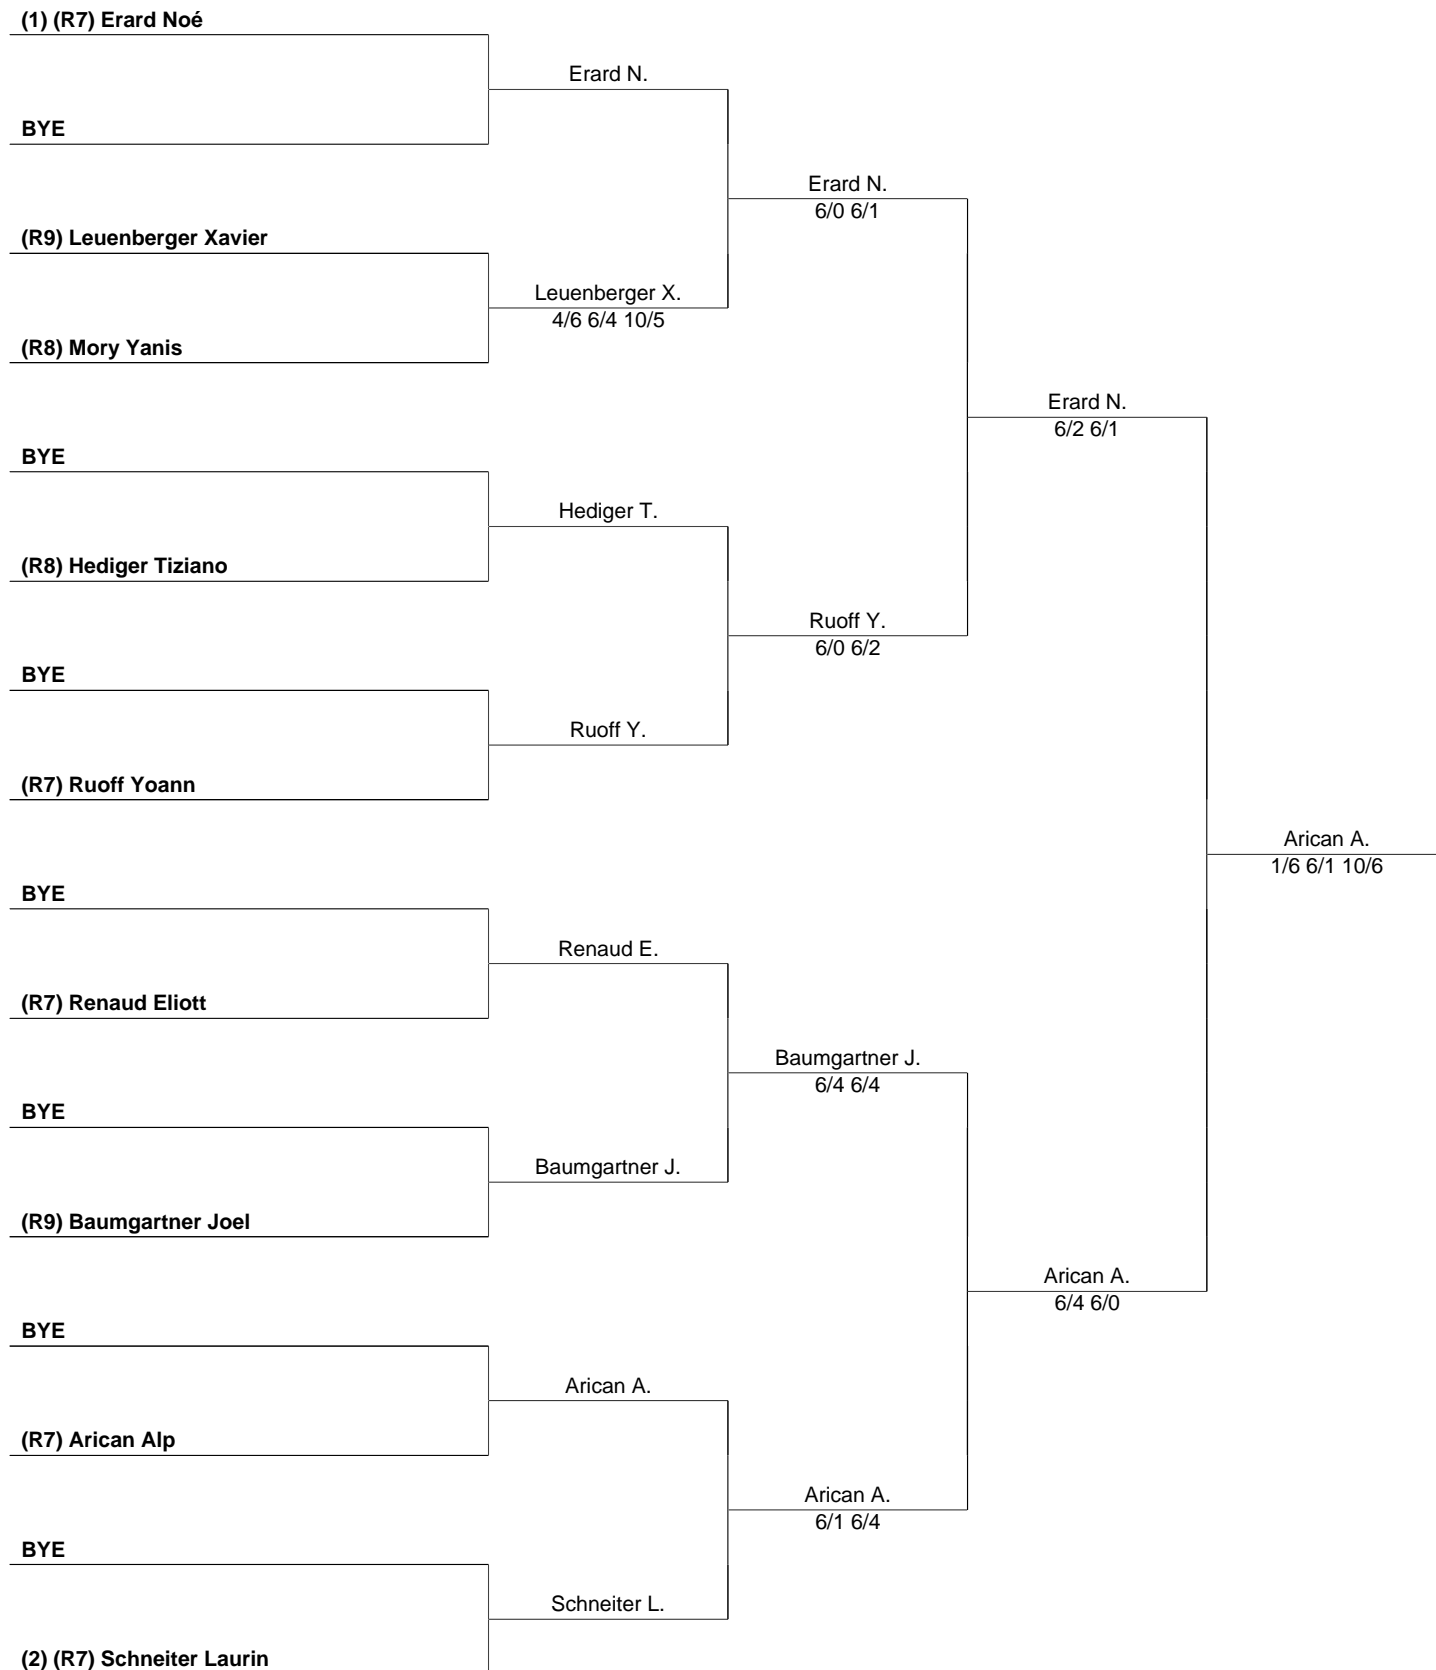 (1) (R7) Erard Noé
Erard N.
BYE
Erard N.
6/0 6/1
(R9) Leuenberger Xavier
Leuenberger X.
4/6 6/4 10/5
(R8) Mory Yanis
Erard N.
6/2 6/1
BYE
Hediger T.
(R8) Hediger Tiziano
Ruoff Y.
6/0 6/2
BYE
Ruoff Y.
(R7) Ruoff Yoann
Arican A.
1/6 6/1 10/6
BYE
Renaud E.
(R7) Renaud Eliott
Baumgartner J.
6/4 6/4
BYE
Baumgartner J.
(R9) Baumgartner Joel
Arican A.
6/4 6/0
BYE
Arican A.
(R7) Arican Alp
Arican A.
6/1 6/4
BYE
Schneiter L.
(2) (R7) Schneiter Laurin